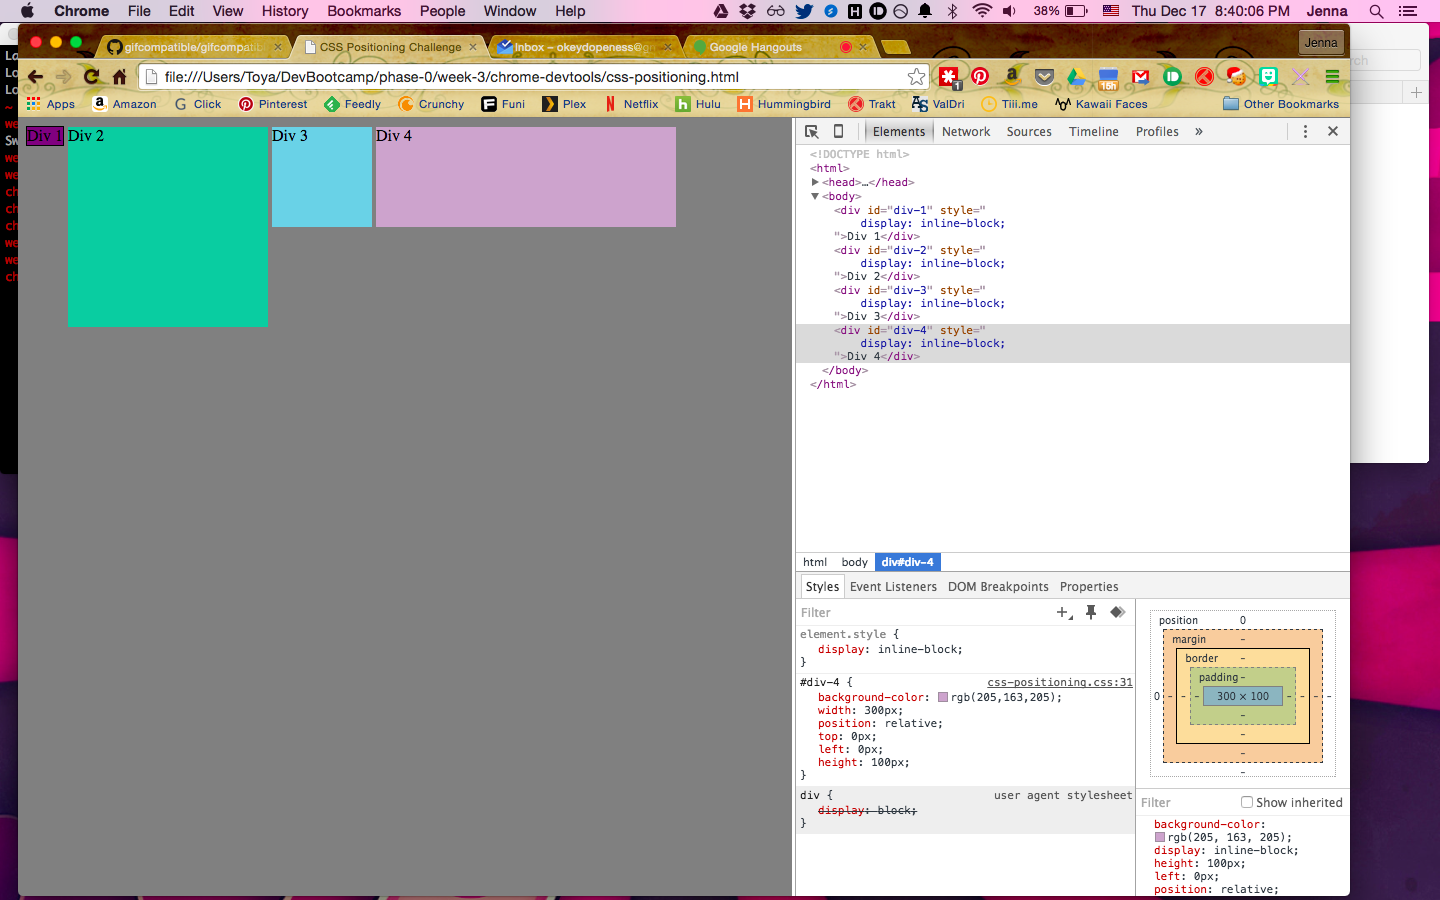 Chrome File Edit View History Bookmarks People Window Help 38% Thu Dec 17 8:40:06 PM Jenna
gifcompatible/gifcompatib CSS Positioning Challenge Inbox – okeydopeness@g Google Hangouts Jenna
file:///Users/Toya/DevBootcamp/phase-0/week-3/chrome-devtools/css-positioning.html
Apps Amazon Click Pinterest Feedly Crunchy Funi Plex Netflix Hulu Hummingbird Trakt ValDri Tiii.me Kawaii Faces Other Bookmarks
Div 1 Div 2 Div 3 Div 4
Elements Network Sources Timeline Profiles »
<!DOCTYPE html>
<html>
<head>…</head>
<body>
<div id="div-1" style="
display: inline-block;
">Div 1</div>
<div id="div-2" style="
display: inline-block;
">Div 2</div>
<div id="div-3" style="
display: inline-block;
">Div 3</div>
<div id="div-4" style="
display: inline-block;
">Div 4</div>
</body>
</html>
html body div#div-4
Styles Event Listeners DOM Breakpoints Properties
Filter
element.style {
display: inline-block;
}
#div-4 { css-positioning.css:31
background-color: rgb(205,163,205);
width: 300px;
position: relative;
top: 0px;
left: 0px;
height: 100px;
}
div { user agent stylesheet
display: block;
}
position 0
margin -
border -
padding -
0 - - - 300 × 100 - - -
-
-
-
-
Filter Show inherited
background-color:
rgb(205, 163, 205);
display: inline-block;
height: 100px;
left: 0px;
position: relative;